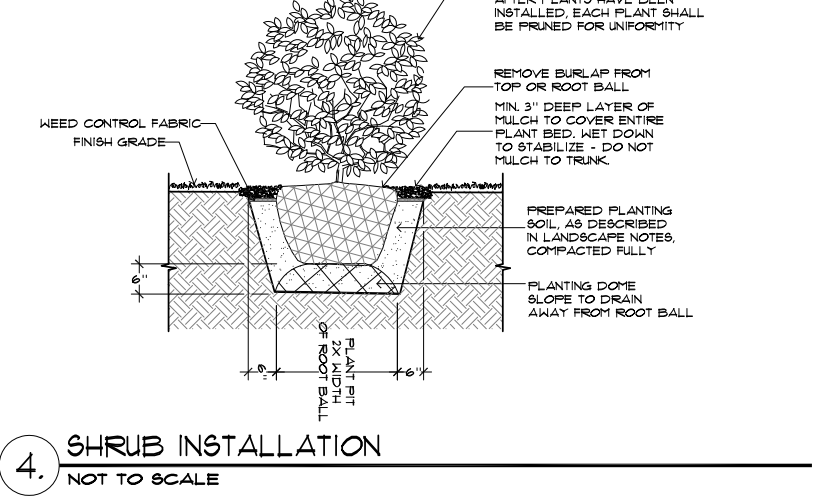 AFTER PLANTS HAVE BEEN
INSTALLED, EACH PLANT SHALL
BE PRUNED FOR UNIFORMITY
REMOVE BURLAP FROM
TOP OR ROOT BALL
MIN. 3" DEEP LAYER OF
MULCH TO COVER ENTIRE
PLANT BED. WET DOWN
TO STABILIZE - DO NOT
MULCH TO TRUNK.
WEED CONTROL FABRIC
FINISH GRADE
PREPARED PLANTING
SOIL, AS DESCRIBED
IN LANDSCAPE NOTES,
COMPACTED FULLY
6"
PLANTING DOME
SLOPE TO DRAIN
AWAY FROM ROOT BALL
6"
PLANT PIT
2X WIDTH
OF ROOT BALL
6"
4.
SHRUB INSTALLATION
NOT TO SCALE